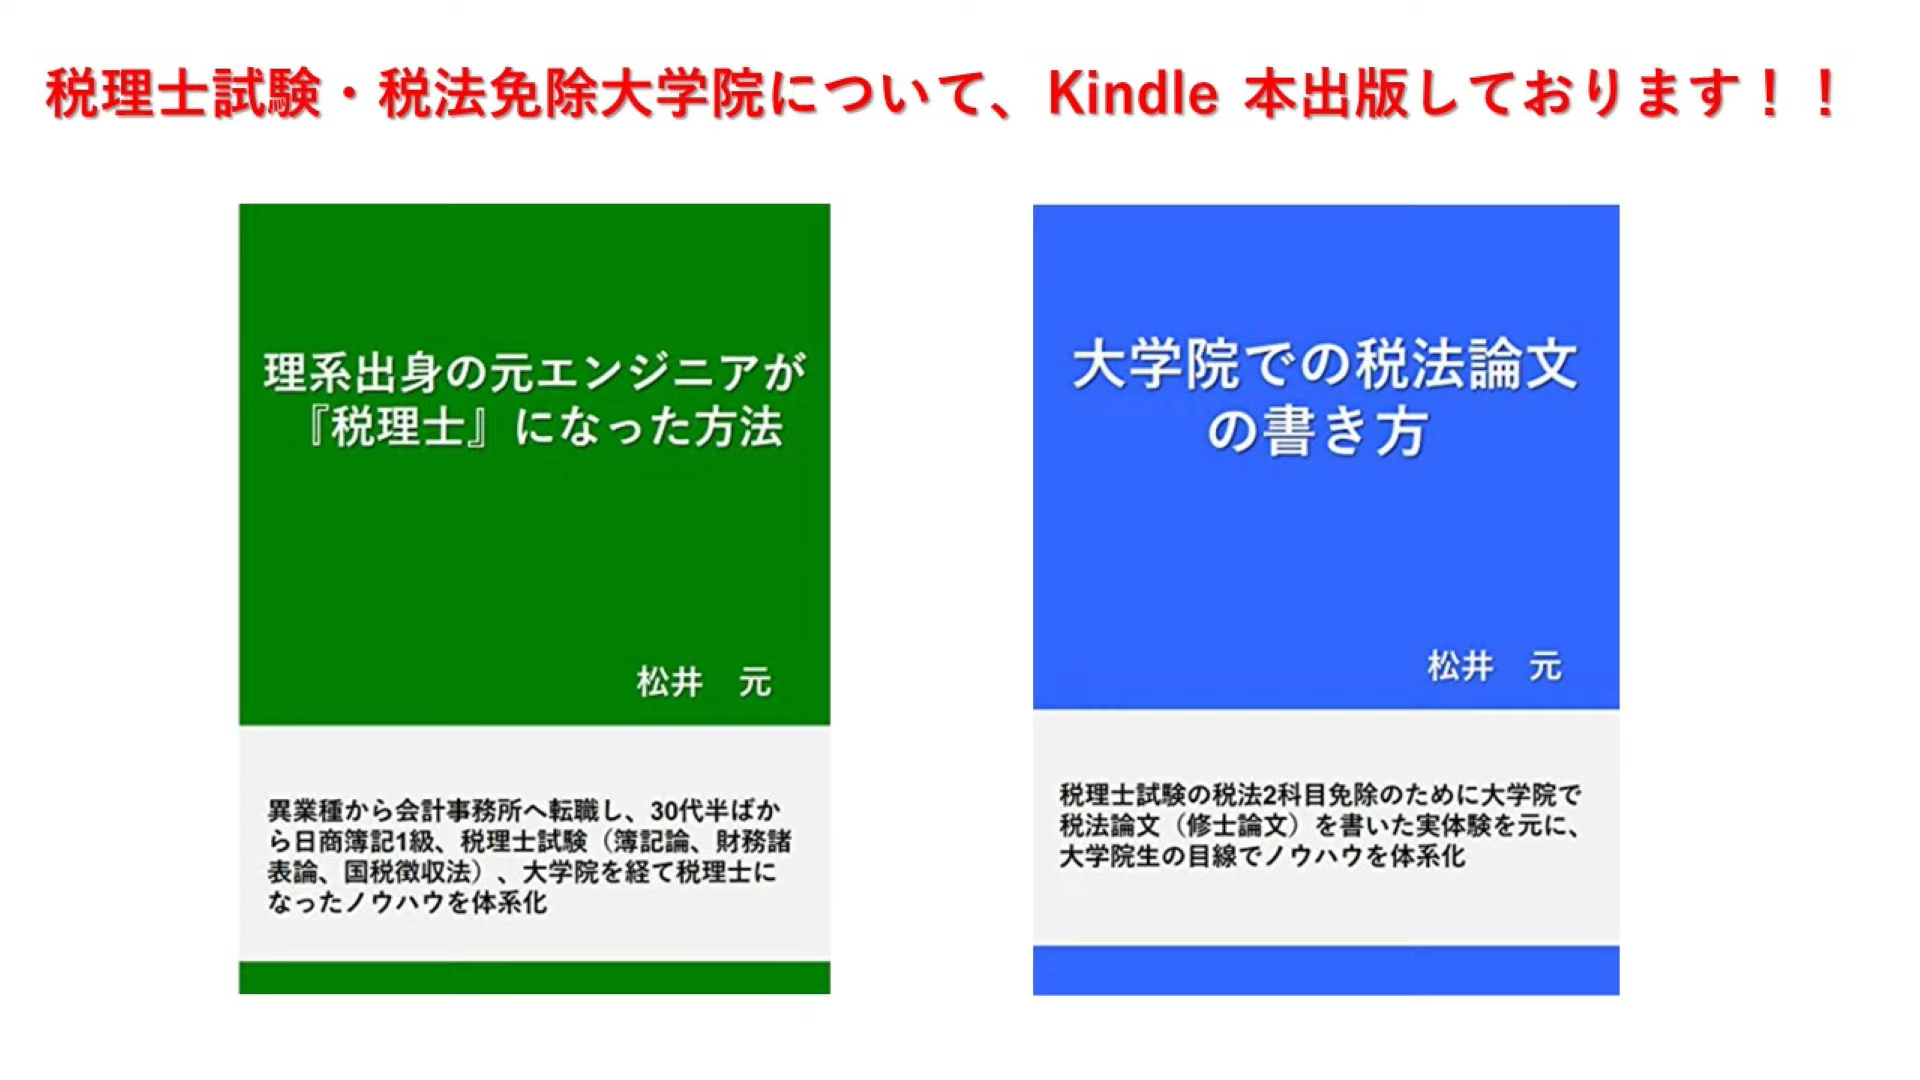 税理士試験・税法免除大学院について、Kindle 本出版しております！！
理系出身の元エンジニアが
『税理士』になった方法
松井　元
異業種から会計事務所へ転職し、30代半ばか
ら日商簿記1級、税理士試験（簿記論、財務諸
表論、国税徴収法）、大学院を経て税理士に
なったノウハウを体系化
大学院での税法論文
の書き方
松井　元
税理士試験の税法2科目免除のために大学院で
税法論文（修士論文）を書いた実体験を元に、
大学院生の目線でノウハウを体系化